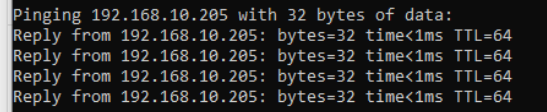 Pinging 192.168.10.205 with 32 bytes of data:
Reply from 192.168.10.205: bytes=32 time<1ms TTL=64
Reply from 192.168.10.205: bytes=32 time<1ms TTL=64
Reply from 192.168.10.205: bytes=32 time<1ms TTL=64
Reply from 192.168.10.205: bytes=32 time<1ms TTL=64